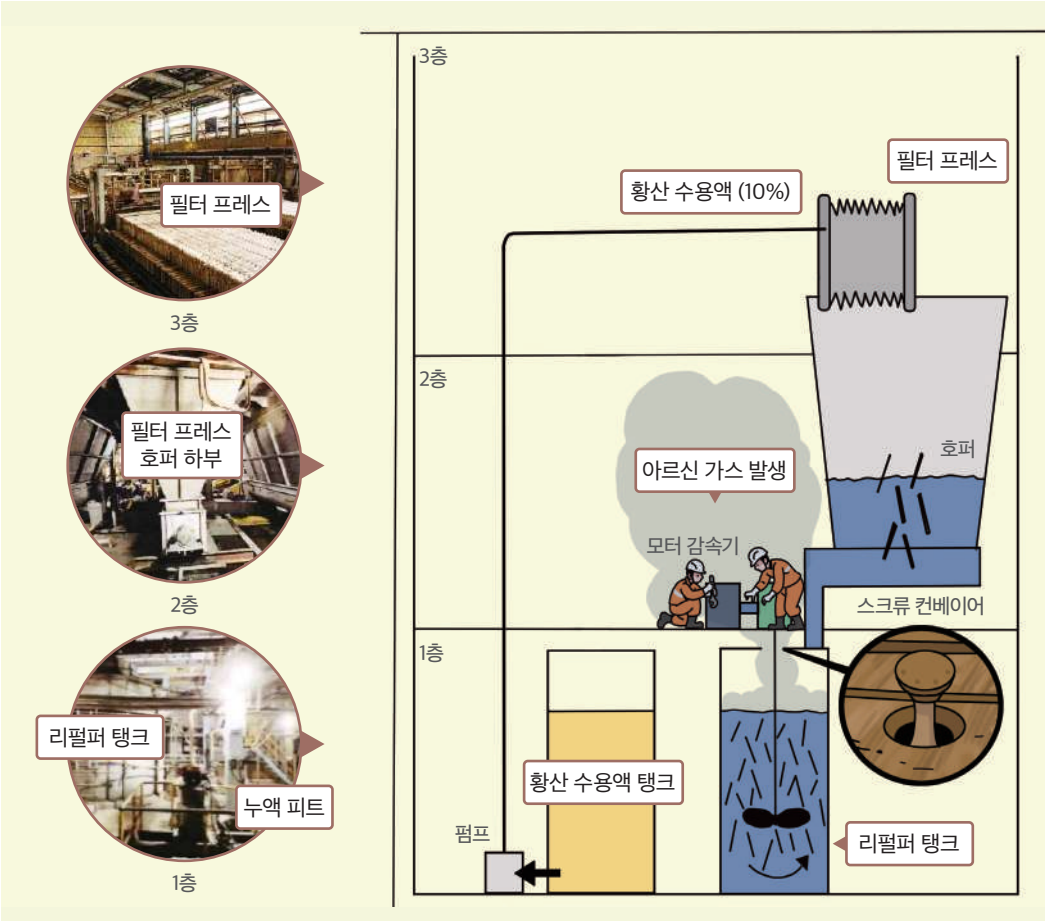 필터 프레스
3층
필터 프레스
호퍼 하부
2층
리펄퍼 탱크
누액 피트
1층
3층
필터 프레스
황산 수용액 (10%)
2층
호퍼
아르신 가스 발생
모터 감속기
스크류 컨베이어
1층
황산 수용액 탱크
펌프
리펄퍼 탱크